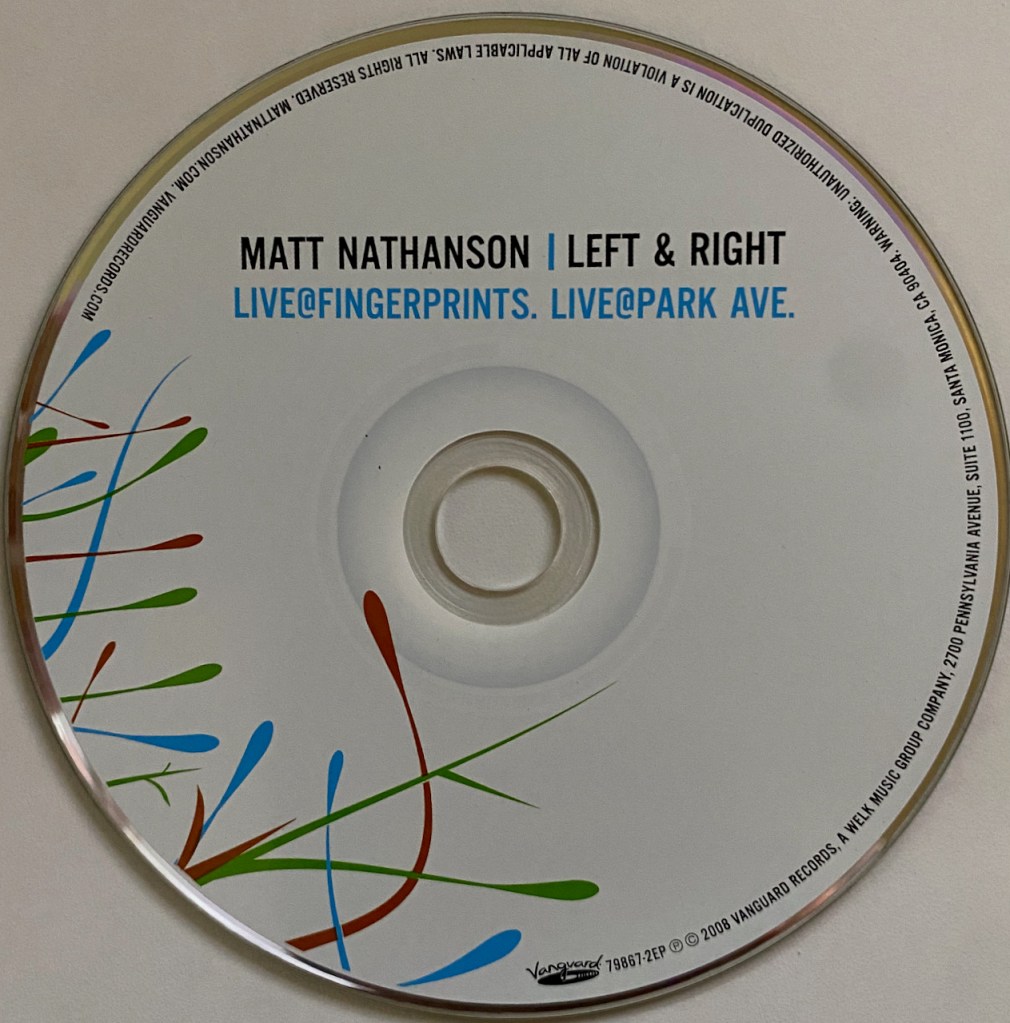 MATT NATHANSON | LEFT & RIGHT
LIVE@FINGERPRINTS. LIVE@PARK AVE.
Vanguard 79867-2EP ℗ © 2008 VANGUARD RECORDS, A WELK MUSIC GROUP COMPANY, 2700 PENNSYLVANIA AVENUE, SUITE 1100, SANTA MONICA, CA 90404. WARNING: UNAUTHORIZED DUPLICATION IS A VIOLATION OF ALL APPLICABLE LAWS. ALL RIGHTS RESERVED. MATTNATHANSON.COM. VANGUARDRECORDS.COM